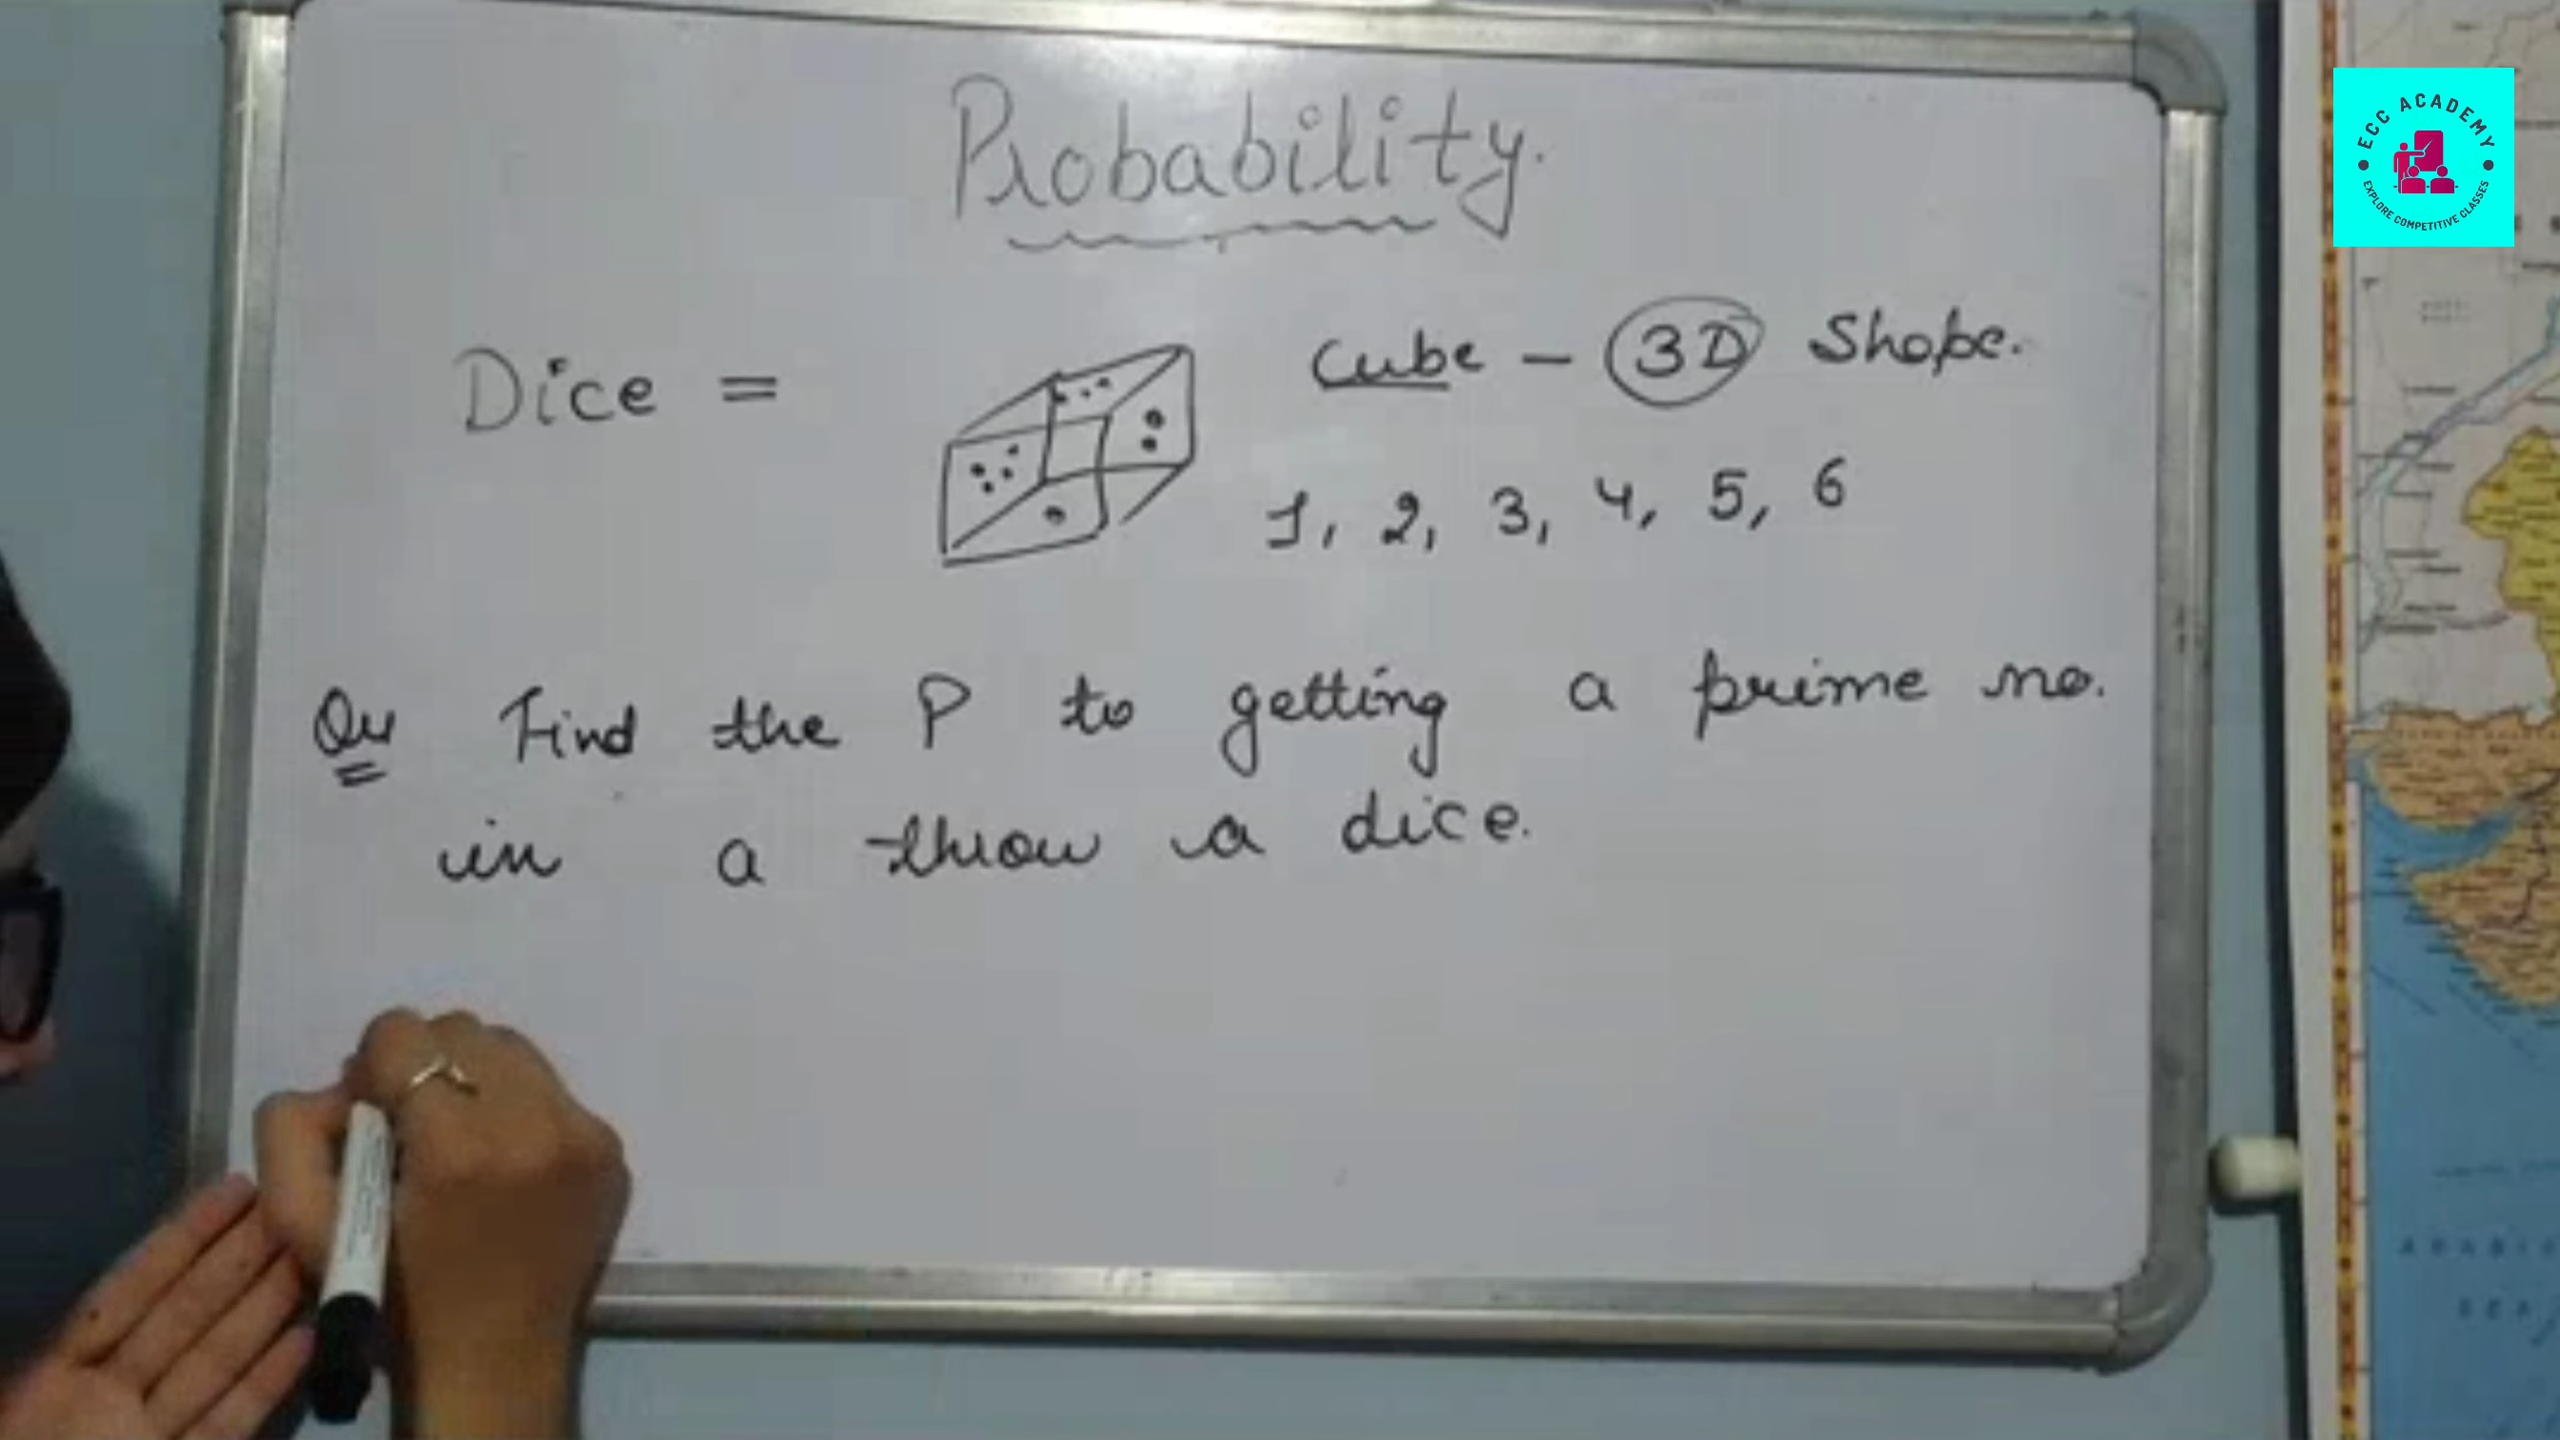 Probability.
Dice =
Cube – 3D Shape.
1, 2, 3, 4, 5, 6
Qu Find the P to getting a prime no.
in a throw a dice.
ECC ACADEMY
EXPLORE COMPETITIVE CLASSES